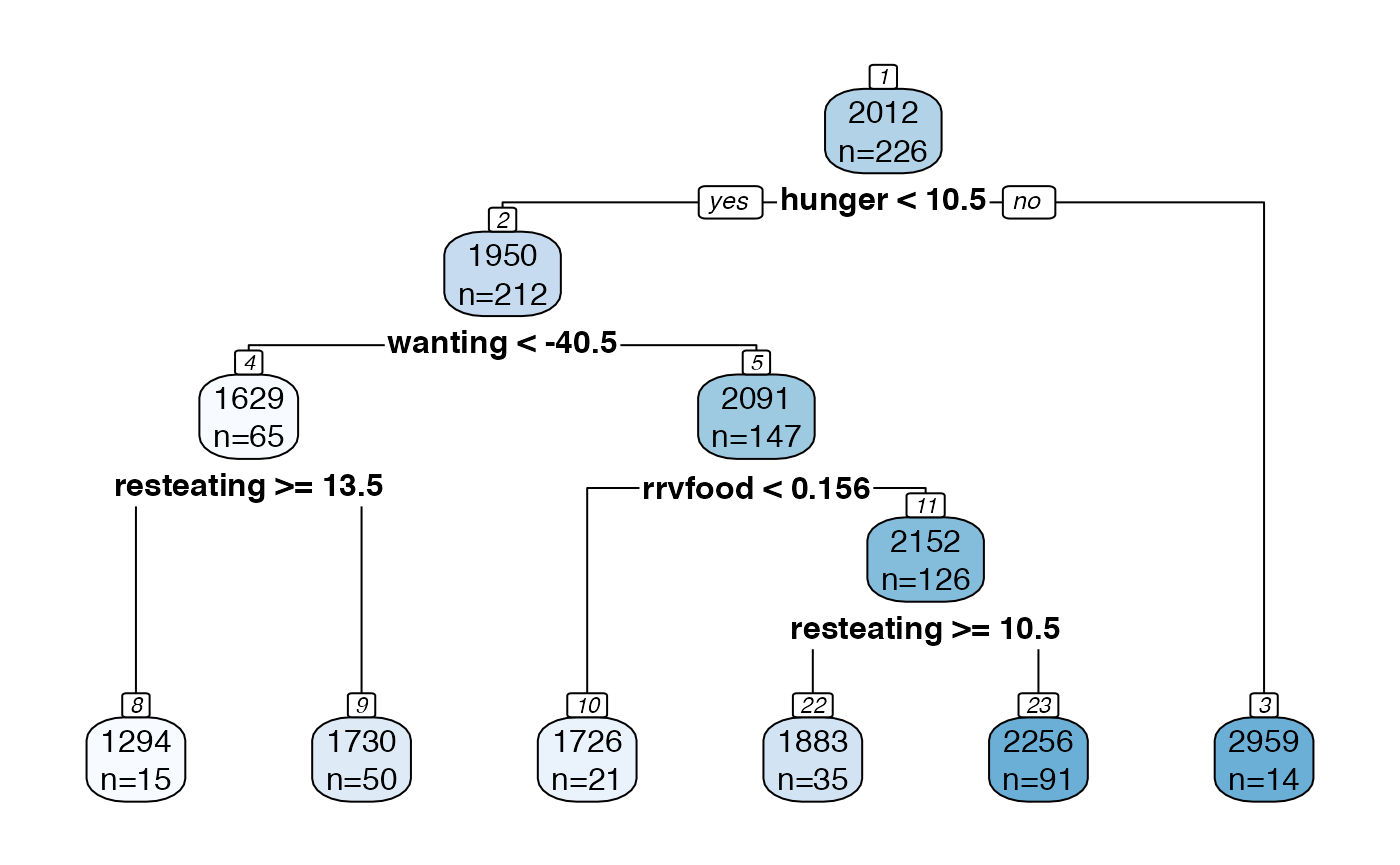 1
2012
n=226
yes hunger < 10.5 no
2
1950
n=212
wanting < -40.5
4
1629
n=65
5
2091
n=147
resteating >= 13.5
rrvfood < 0.156
11
2152
n=126
resteating >= 10.5
8
1294
n=15
9
1730
n=50
10
1726
n=21
22
1883
n=35
23
2256
n=91
3
2959
n=14